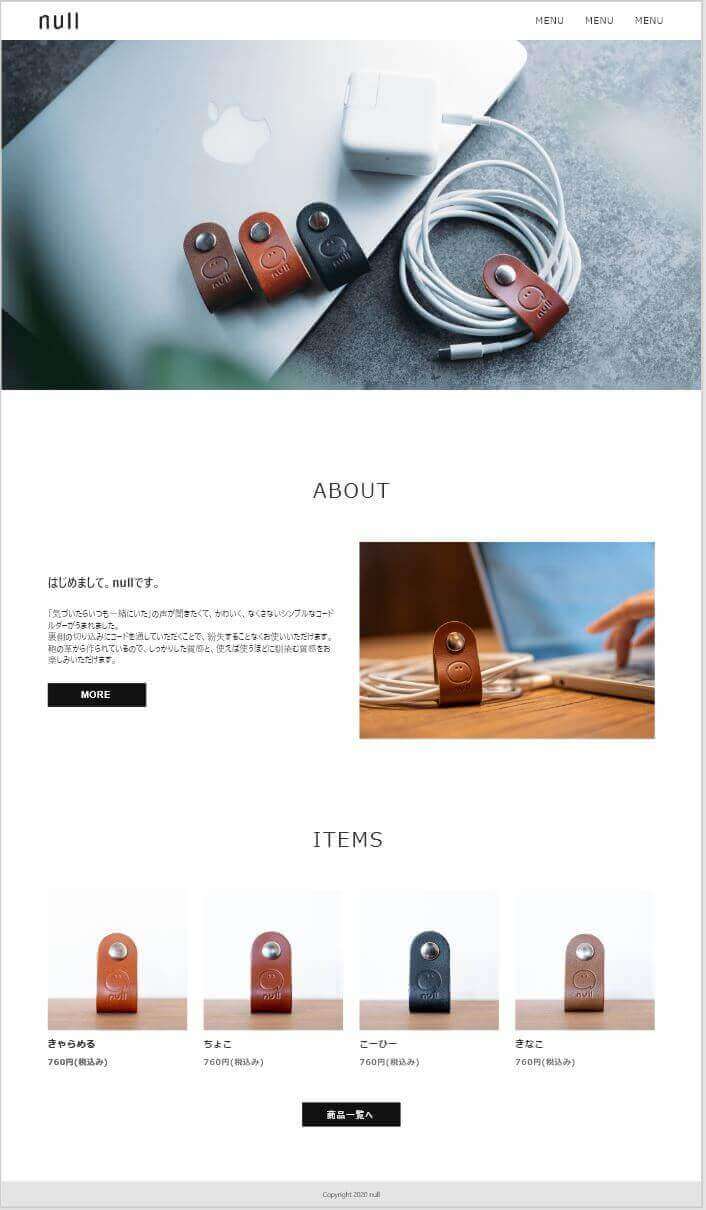 null
MENU MENU MENU
null
null
null
null
ABOUT
はじめまして。nullです。
「気づいたらいつも一緒にいた」の声が聞きたくて、かわいく、なくさないシンプルなコード
ルダーがうまれました。
裏側の切り込みにコードを通していただくことで、紛失することなくお使いいただけます。
鞄の革から作られているので、しっかりした質感と、使えば使うほどに馴染む質感をお
楽しみいただけます。
MORE
ITEMS
null null null null
きゃらめる ちょこ こーひー きなこ
760円(税込み) 760円(税込み) 760円(税込み) 760円(税込み)
商品一覧へ
Copyright 2020 null